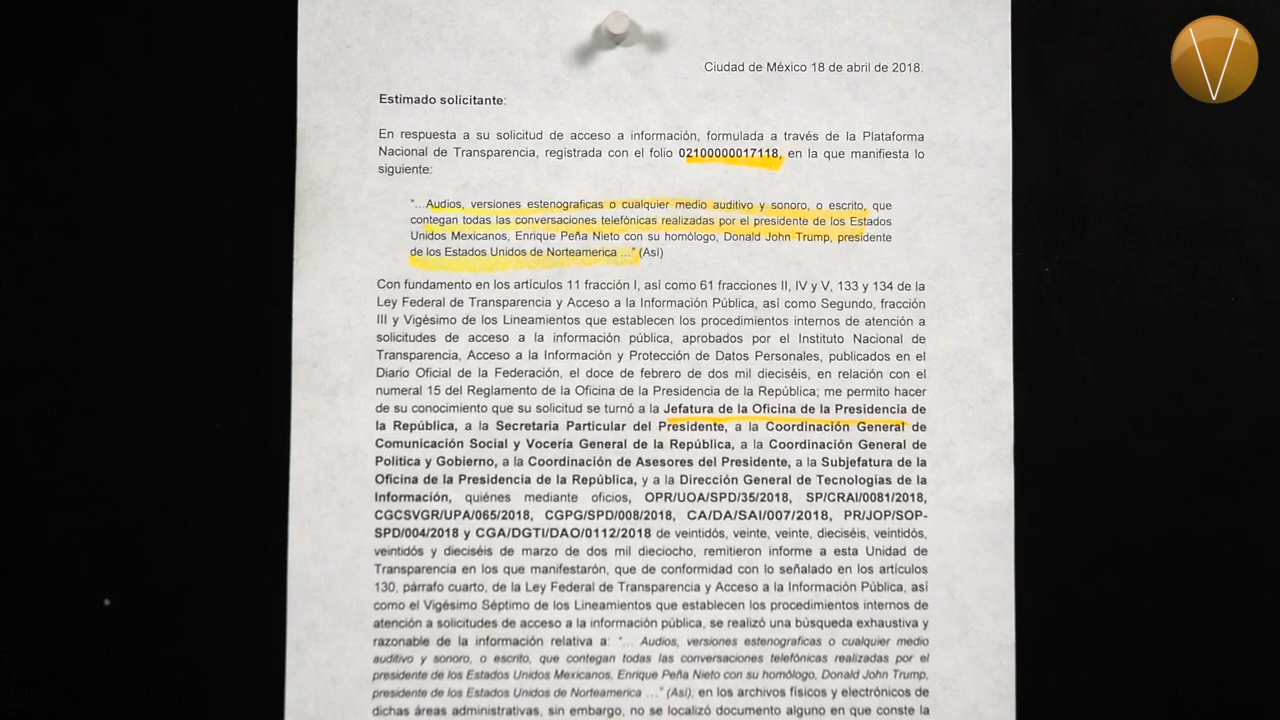 V
Ciudad de México 18 de abril de 2018.
Estimado solicitante:
En respuesta a su solicitud de acceso a información, formulada a través de la Plataforma
Nacional de Transparencia, registrada con el folio 02100000017118, en la que manifiesta lo
siguiente:
"...Audios, versiones estenograficas o cualquier medio auditivo y sonoro, o escrito, que
contegan todas las conversaciones telefónicas realizadas por el presidente de los Estados
Unidos Mexicanos, Enrique Peña Nieto con su homólogo, Donald John Trump, presidente
de los Estados Unidos de Norteamerica ..." (Así)
Con fundamento en los artículos 11 fracción I, así como 61 fracciones II, IV y V, 133 y 134 de la
Ley Federal de Transparencia y Acceso a la Información Pública, así como Segundo, fracción
III y Vigésimo de los Lineamientos que establecen los procedimientos internos de atención a
solicitudes de acceso a la información pública, aprobados por el Instituto Nacional de
Transparencia, Acceso a la Información y Protección de Datos Personales, publicados en el
Diario Oficial de la Federación, el doce de febrero de dos mil dieciséis, en relación con el
numeral 15 del Reglamento de la Oficina de la Presidencia de la República; me permito hacer
de su conocimiento que su solicitud se turnó a la Jefatura de la Oficina de la Presidencia de
la República, a la Secretaria Particular del Presidente, a la Coordinación General de
Comunicación Social y Vocería General de la República, a la Coordinación General de
Política y Gobierno, a la Coordinación de Asesores del Presidente, a la Subjefatura de la
Oficina de la Presidencia de la República, y a la Dirección General de Tecnologías de la
Información, quiénes mediante oficios, OPR/UOA/SPD/35/2018, SP/CRAI/0081/2018,
CGCSVGR/UPA/065/2018, CGPG/SPD/008/2018, CA/DA/SAI/007/2018, PR/JOP/SOP-
SPD/004/2018 y CGA/DGTI/DAO/0112/2018 de veintidós, veinte, veinte, dieciséis, veintidós,
veintidós y dieciséis de marzo de dos mil dieciocho, remitieron informe a esta Unidad de
Transparencia en los que manifestarón, que de conformidad con lo señalado en los artículos
130, párrafo cuarto, de la Ley Federal de Transparencia y Acceso a la Información Pública, así
como el Vigésimo Séptimo de los Lineamientos que establecen los procedimientos internos de
atención a solicitudes de acceso a la información pública, se realizó una búsqueda exhaustiva y
razonable de la información relativa a: "... Audios, versiones estenograficas o cualquier medio
auditivo y sonoro, o escrito, que contegan todas las conversaciones telefónicas realizadas por el
presidente de los Estados Unidos Mexicanos, Enrique Peña Nieto con su homólogo, Donald John Trump,
presidente de los Estados Unidos de Norteamerica ..." (Así), en los archivos físicos y electrónicos de
dichas áreas administrativas, sin embargo, no se localizó documento alguno en que conste la